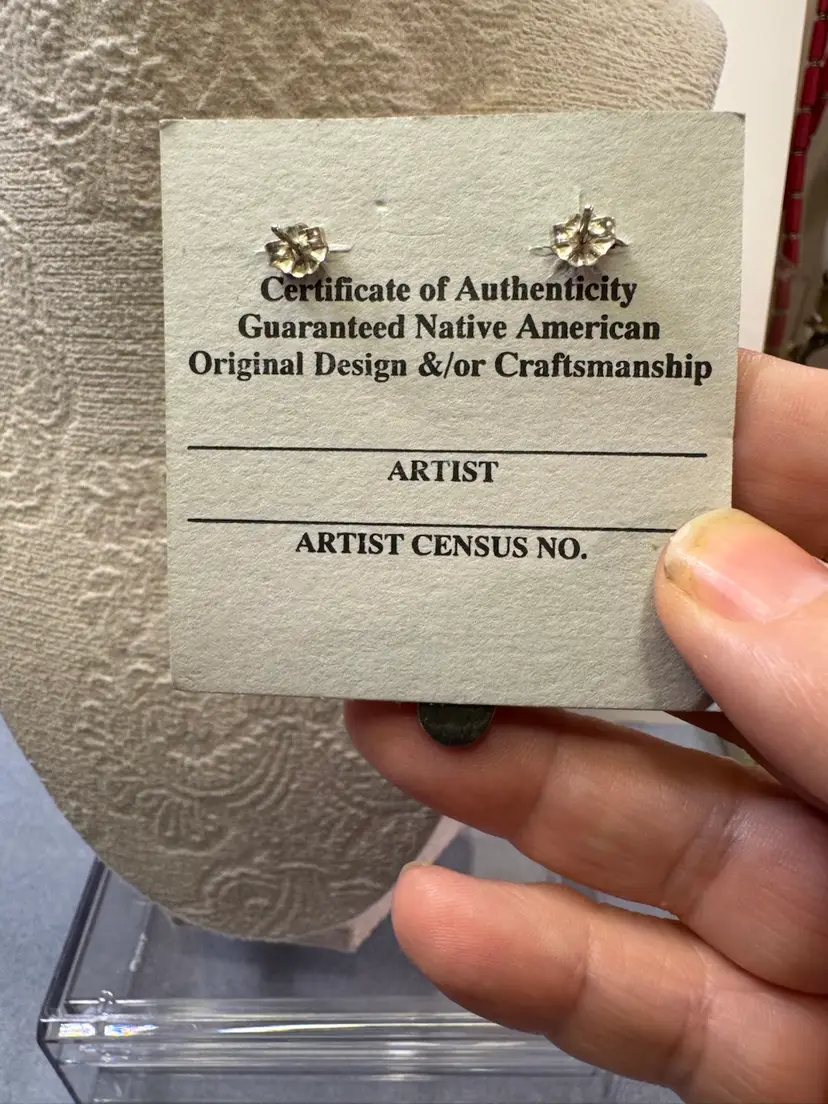 Certificate of Authenticity
Guaranteed Native American
Original Design &/or Craftsmanship
ARTIST
ARTIST CENSUS NO.